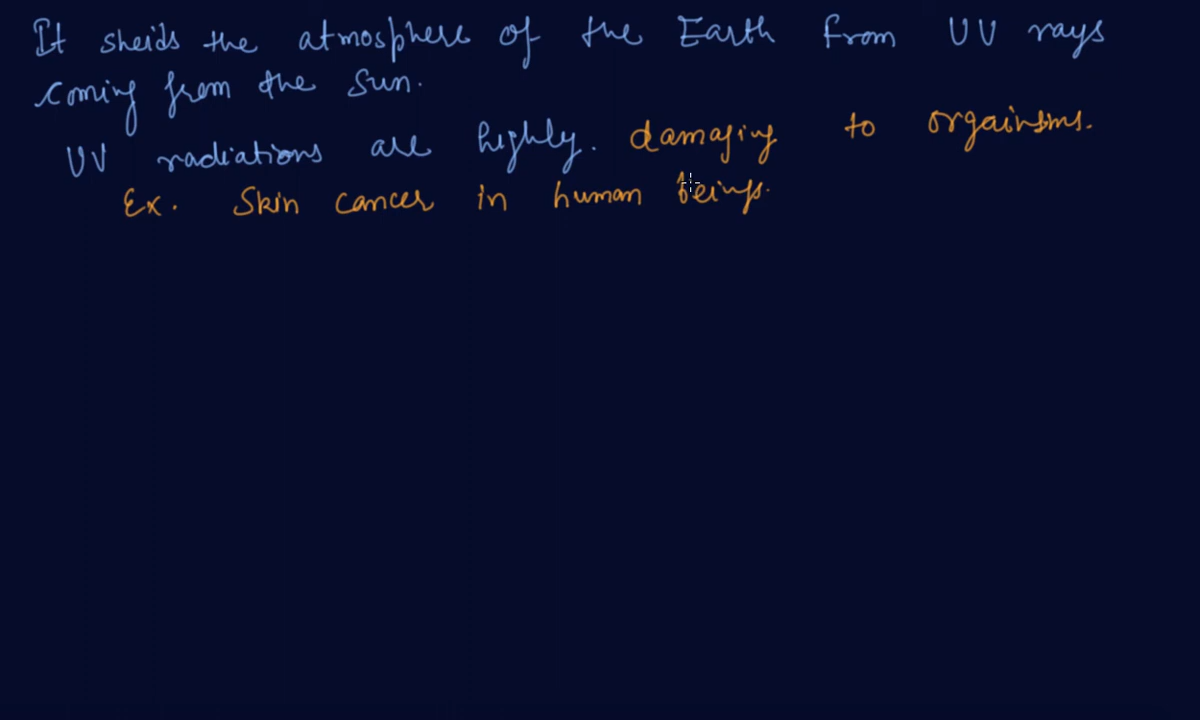 It sheids the atmosphere of the Earth from UV rays
coming from the Sun.
UV radiations are highly. damaging to orgainsms.
Ex. Skin cancer in human beings.